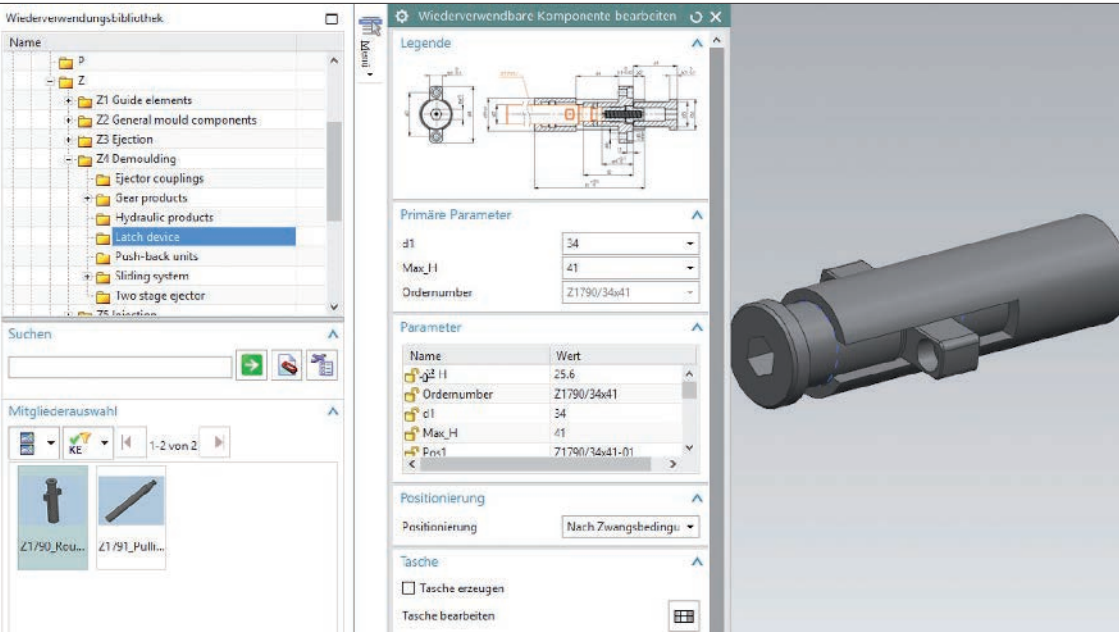 Wiederverwendungsbibliothek
Name
P
Z
Z1 Guide elements
Z2 General mould components
Z3 Ejection
Z4 Demoulding
Ejector couplings
Gear products
Hydraulic products
Latch device
Push-back units
Sliding system
Two stage ejector
Z5 Injection
Suchen
Mitgliederauswahl
KE
1-2 von 2
Z1790_Rou...
Z1791_Pulli...
Menü
Wiederverwendbare Komponente bearbeiten
Legende
Primäre Parameter
d1 34
Max_H 41
Ordernumber Z1790/34x41
Parameter
Name Wert
H 25.6
Ordernumber Z1790/34x41
d1 34
Max_H 41
Pos1 Z1790/34x41-01
Positionierung
Positionierung Nach Zwangsbedingu
Tasche
Tasche erzeugen
Tasche bearbeiten